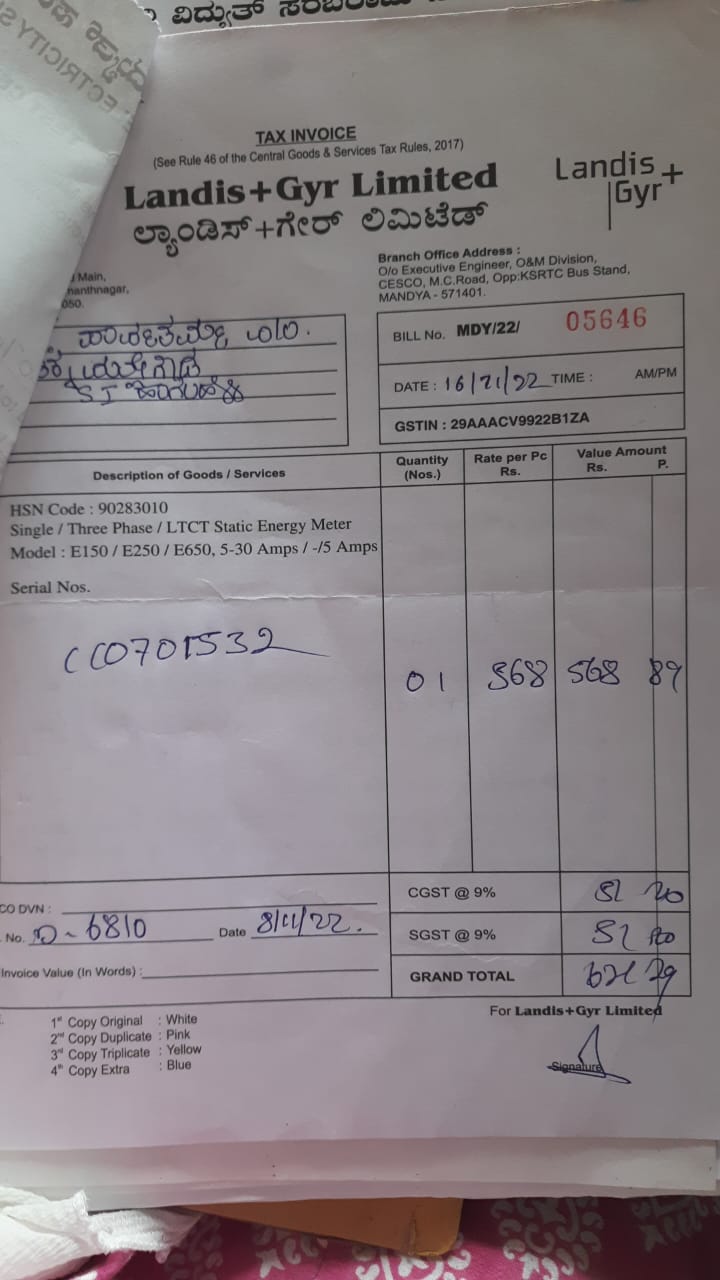 ವಿದ್ಯುತ್ ಸರಬರಾಜು
ECTRICITY S
TAX INVOICE
(See Rule 46 of the Central Goods & Services Tax Rules, 2017)
Landis+Gyr Limited
Landis+
Gyr
ಲ್ಯಾಂಡಿಸ್+ಗೇರ್ ಲಿಮಿಟೆಡ್
Main,
nanthnagar,
050.
Branch Office Address :
O/o Executive Engineer, O&M Division,
CESCO, M.C.Road, Opp:KSRTC Bus Stand,
MANDYA - 571401.
BILL No. MDY/22/ 05646
DATE : TIME : AM/PM
GSTIN : 29AAACV9922B1ZA
Description of Goods / Services
Quantity (Nos.)
Rate per Pc Rs.
Value Amount Rs. P.
HSN Code : 90283010
Single / Three Phase / LTCT Static Energy Meter
Model : E150 / E250 / E650, 5-30 Amps / -/5 Amps
Serial Nos.
CC0701532 01 568 568 89
CGST @ 9% 51 20
CO DVN :
No. D-6810 Date 8/11/22.
SGST @ 9% 51 20
Invoice Value (In Words) :
GRAND TOTAL
For Landis+Gyr Limited
1st Copy Original : White
2nd Copy Duplicate : Pink
3rd Copy Triplicate : Yellow
4th Copy Extra : Blue
Signature